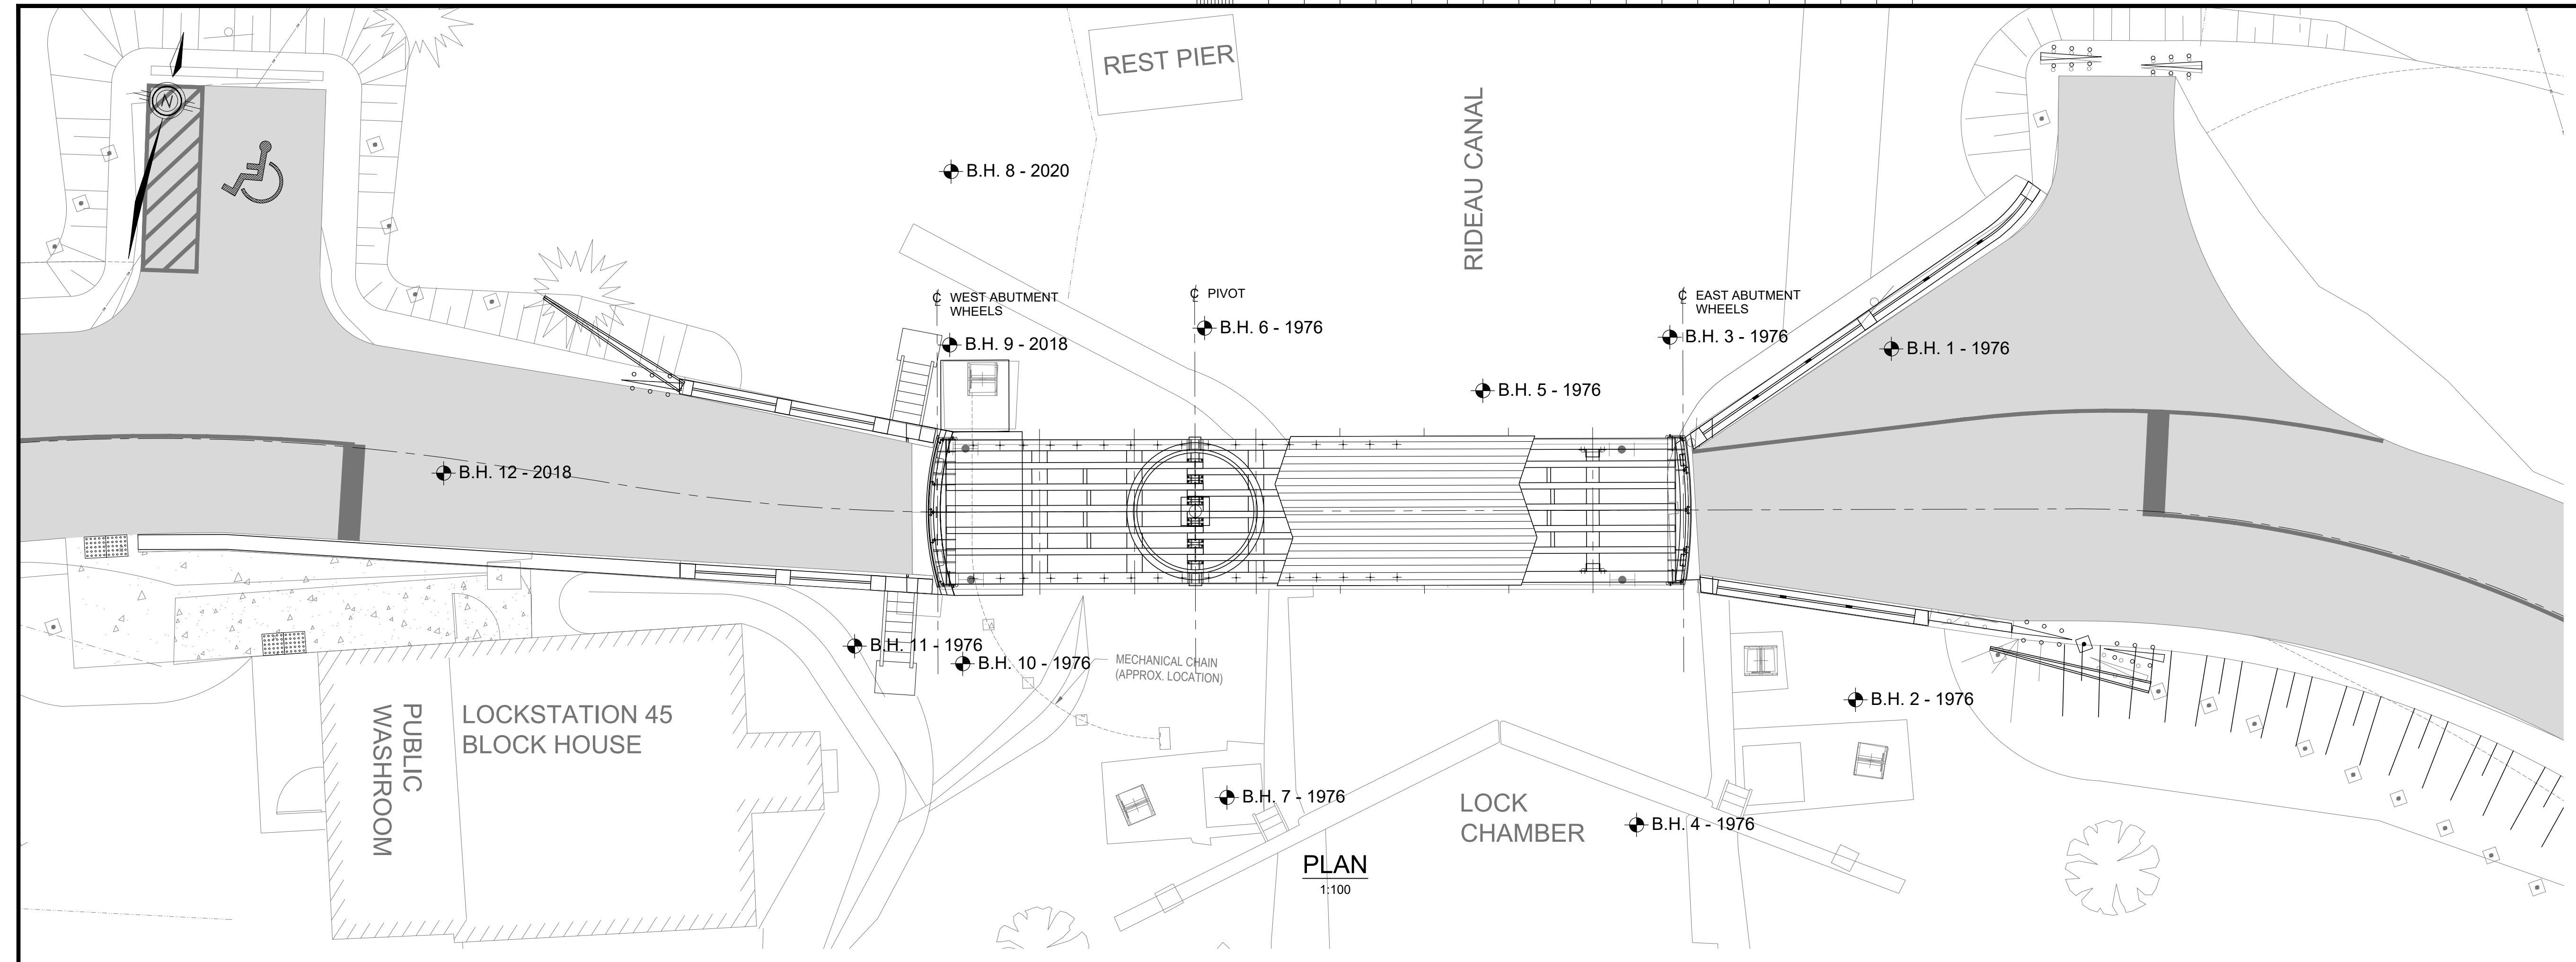 REST PIER
RIDEAU CANAL
N
B.H. 8 - 2020
℄ WEST ABUTMENT
WHEELS
℄ PIVOT
℄ EAST ABUTMENT
WHEELS
B.H. 9 - 2018
B.H. 6 - 1976
B.H. 3 - 1976
B.H. 1 - 1976
B.H. 5 - 1976
B.H. 12 - 2018
B.H. 11 - 1976
B.H. 10 - 1976
MECHANICAL CHAIN
(APPROX. LOCATION)
B.H. 2 - 1976
PUBLIC
WASHROOM
LOCKSTATION 45
BLOCK HOUSE
B.H. 7 - 1976
LOCK
CHAMBER
B.H. 4 - 1976
PLAN
1:100